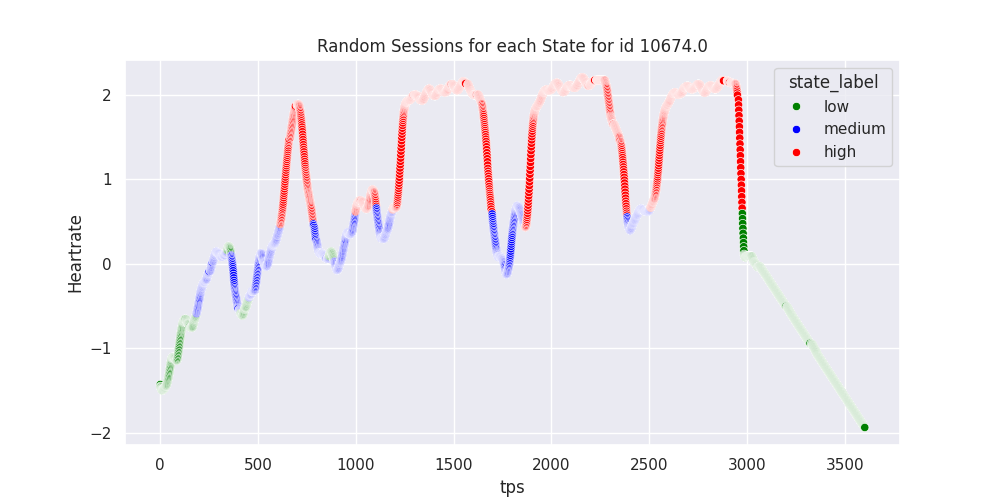 Random Sessions for each State for id 10674.0
state_label
low
medium
high
2
1
0
−1
−2
Heartrate
0 500 1000 1500 2000 2500 3000 3500
tps